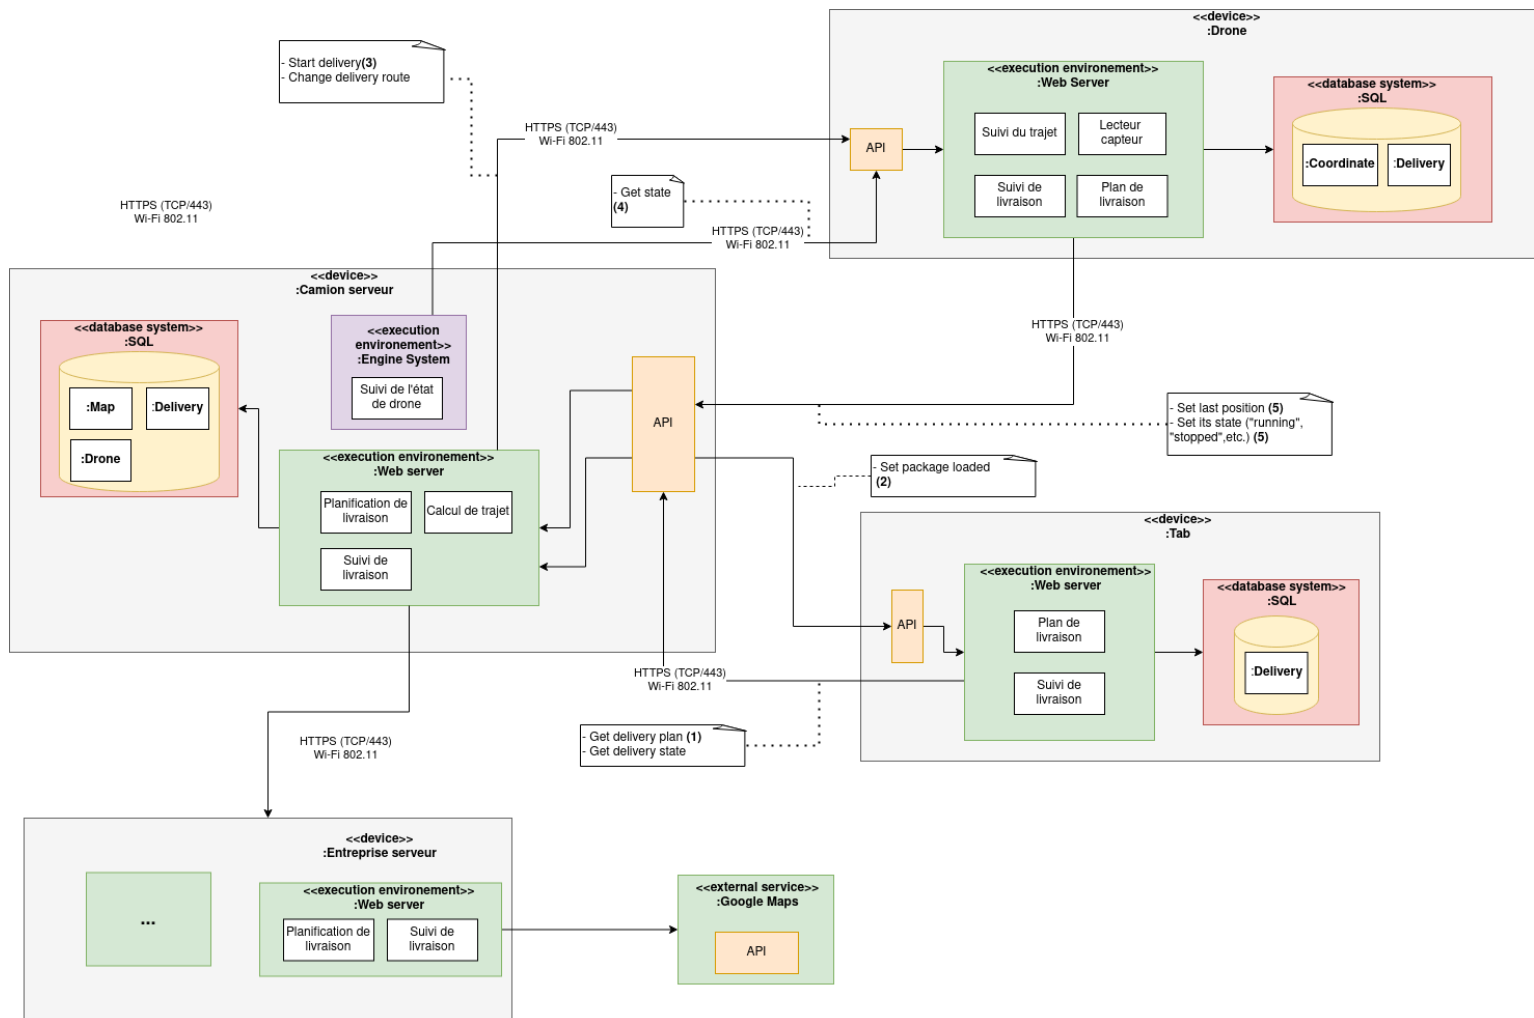 <<device>>
:Drone
- Start delivery(3)
- Change delivery route
<<execution environement>>
:Web Server
<<database system>>
:SQL
HTTPS (TCP/443)
Wi-Fi 802.11
API
Suivi du trajet
Lecteur
capteur
:Coordinate
:Delivery
Suivi de
livraison
Plan de
livraison
- Get state
(4)
HTTPS (TCP/443)
Wi-Fi 802.11
HTTPS (TCP/443)
Wi-Fi 802.11
<<device>>
:Camion serveur
<<database system>>
:SQL
<<execution
environement>>
:Engine System
HTTPS (TCP/443)
Wi-Fi 802.11
Suivi de l'état
de drone
:Map
:Delivery
:Drone
API
- Set last position (5)
- Set its state ("running",
"stopped",etc.) (5)
<<execution environement>>
:Web server
Planification de
livraison
Calcul de trajet
Suivi de
livraison
- Set package loaded
(2)
<<device>>
:Tab
<<execution environement>>
:Web server
<<database system>>
:SQL
API
Plan de
livraison
Suivi de
livraison
:Delivery
HTTPS (TCP/443)
Wi-Fi 802.11
- Get delivery plan (1)
- Get delivery state
HTTPS (TCP/443)
Wi-Fi 802.11
<<device>>
:Entreprise serveur
...
<<execution environement>>
:Web server
Planification de
livraison
Suivi de
livraison
<<external service>>
:Google Maps
API